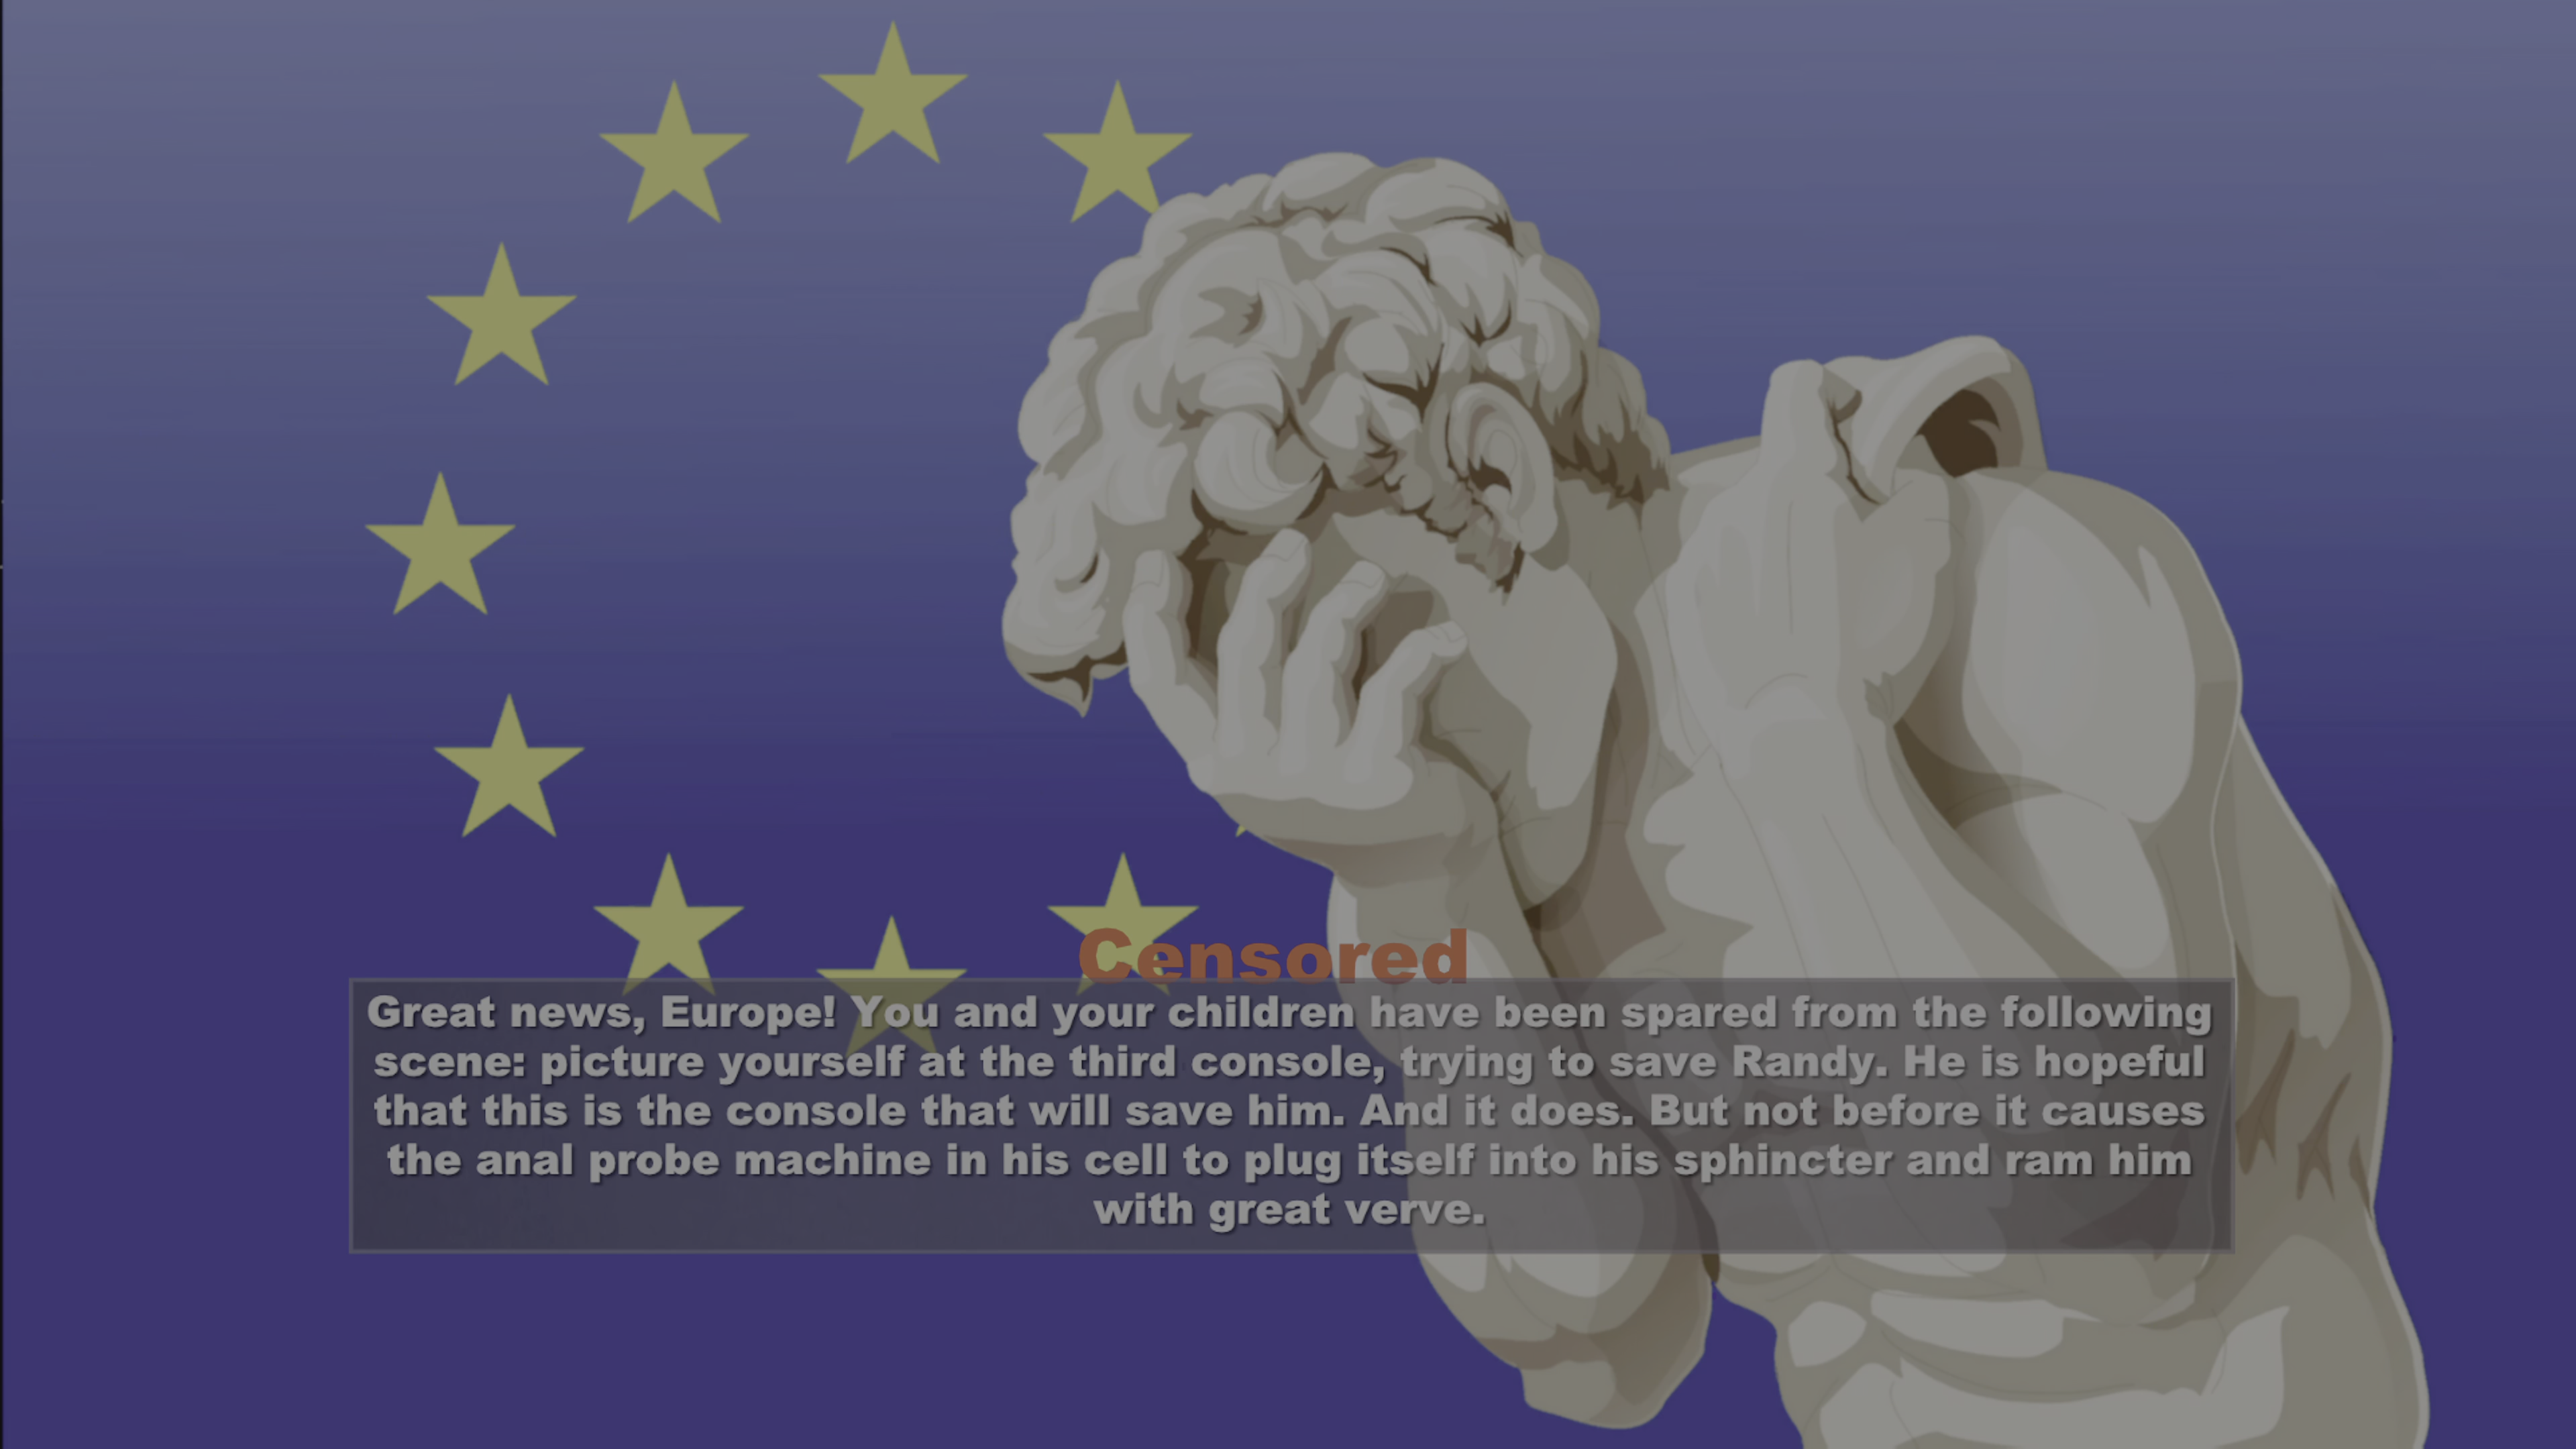 Censored
Great news, Europe! You and your children have been spared from the following
scene: picture yourself at the third console, trying to save Randy. He is hopeful
that this is the console that will save him. And it does. But not before it causes
the anal probe machine in his cell to plug itself into his sphincter and ram him
with great verve.